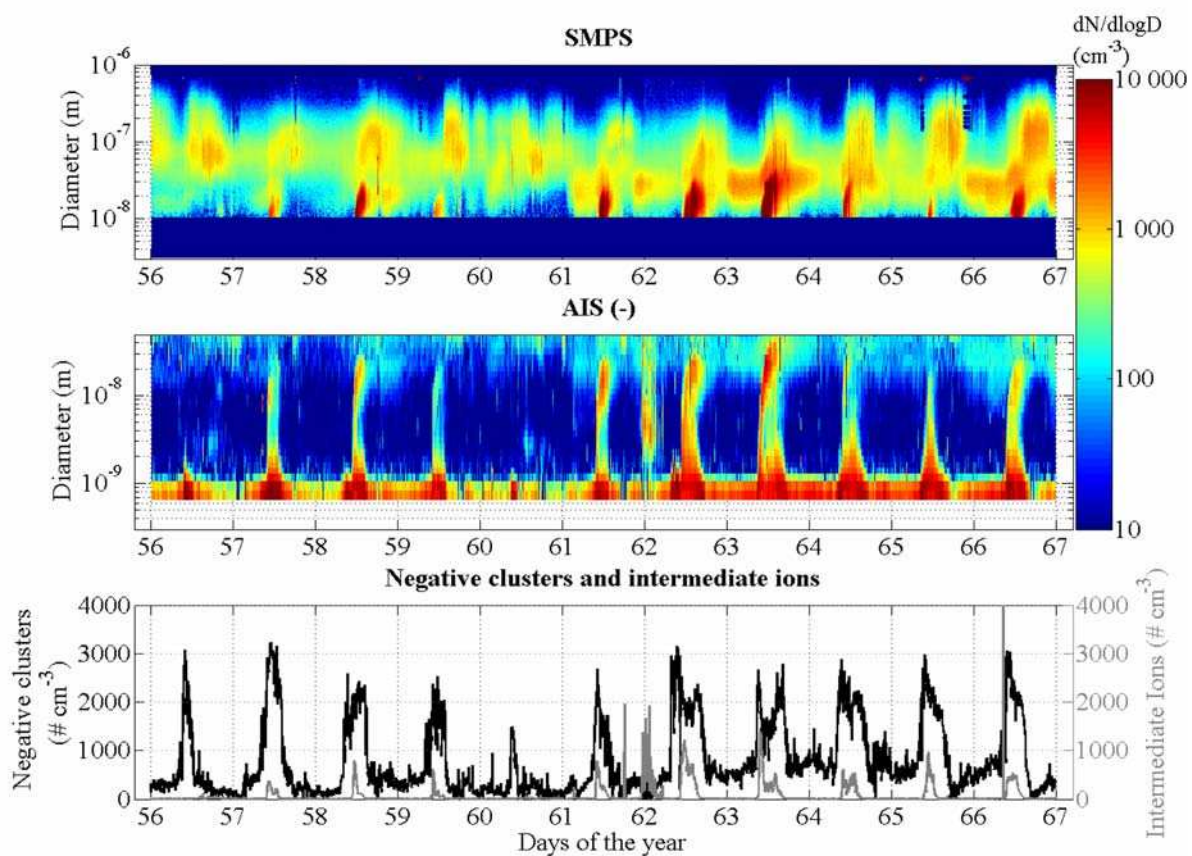 dN/dlogD
(cm-3)
SMPS
10-6
10-7
10-8
Diameter (m)
10 000
1 000
100
10
56 57 58 59 60 61 62 63 64 65 66 67
AIS (-)
10-8
10-9
Diameter (m)
56 57 58 59 60 61 62 63 64 65 66 67
Negative clusters and intermediate ions
4000
3000
2000
1000
0
Negative clusters
(# cm-3)
4000
3000
2000
1000
0
Intermediate Ions (# cm-3)
56 57 58 59 60 61 62 63 64 65 66 67
Days of the year